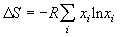 ΔS = −R∑ᵢ xᵢ ln xᵢ